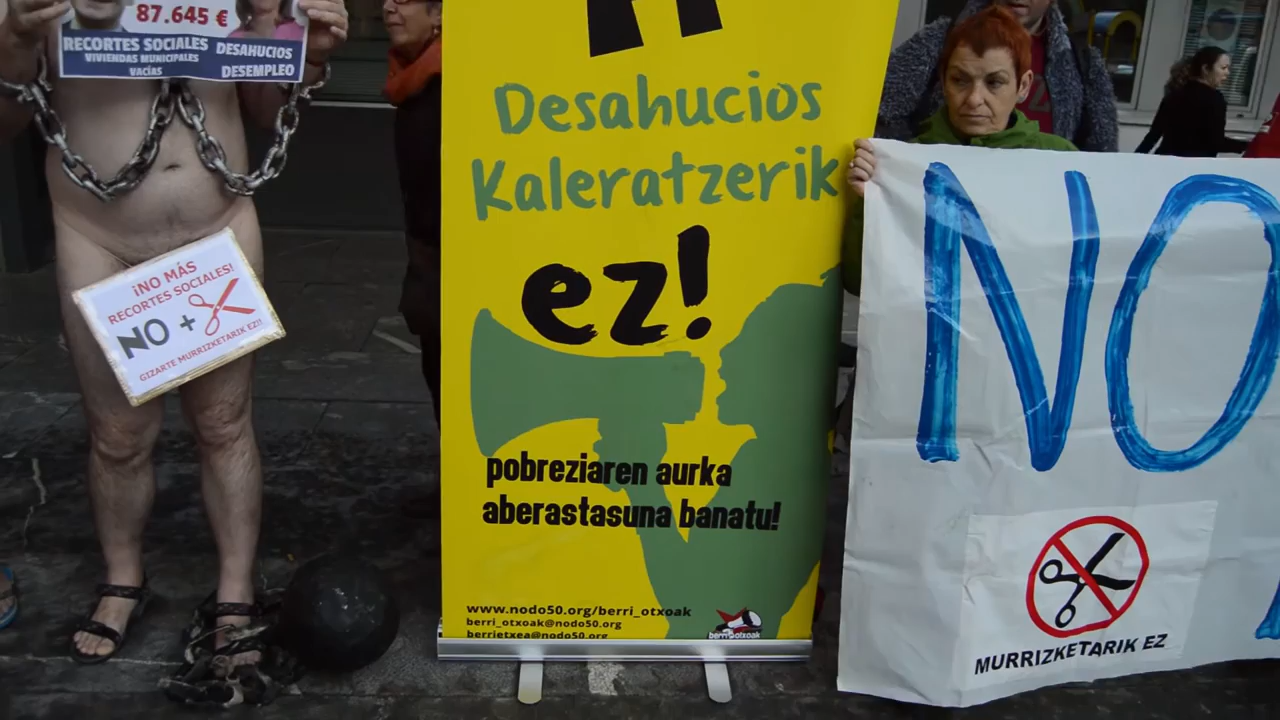 87.645 €
RECORTES SOCIALES
VIVIENDAS MUNICIPALES
VACÍAS
DESAHUCIOS
DESEMPLEO
¡NO MÁS
RECORTES SOCIALES!
NO +
GIZARTE MURRIZKETARIK EZ!!
Desahucios
Kaleratzerik
ez!
pobreziaren aurka
aberastasuna banatu!
www.nodo50.org/berri_otxoak
berri_otxoak@nodo50.org
berrietxea@nodo50.org
berri otxoak
NO
MURRIZKETARIK EZ